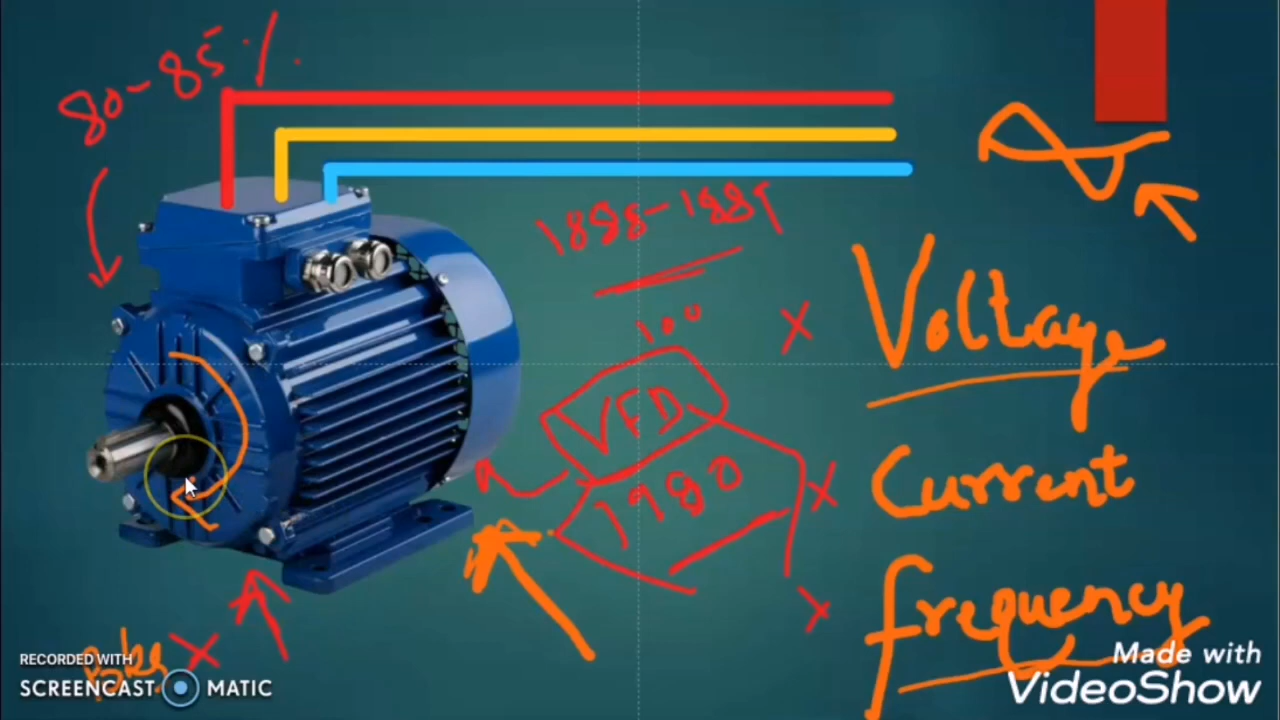 80-85%
1888-1889
100
X
Voltage
VFD
1980
X
Current
X
frequency
X
RECORDED WITH
SCREENCAST MATIC
Made with
VideoShow